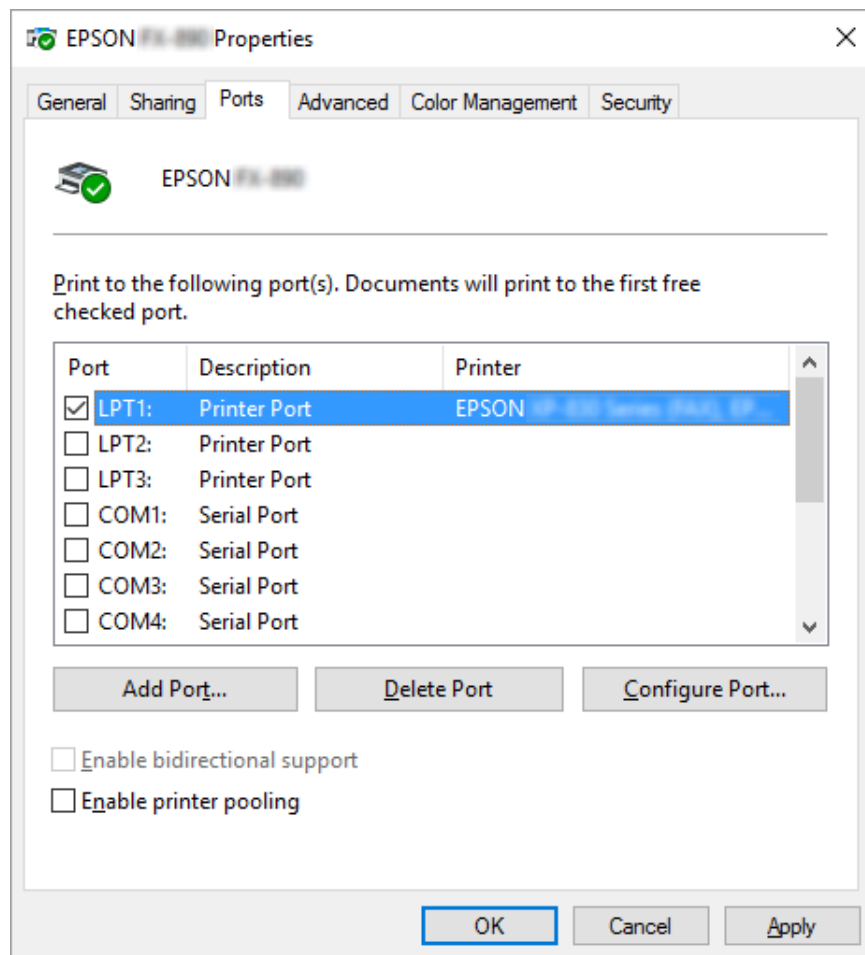 EPSON Properties
General Sharing Ports Advanced Color Management Security
EPSON
Print to the following port(s). Documents will print to the first free
checked port.
Port Description Printer
LPT1: Printer Port EPSON
LPT2: Printer Port
LPT3: Printer Port
COM1: Serial Port
COM2: Serial Port
COM3: Serial Port
COM4: Serial Port
Add Port... Delete Port Configure Port...
Enable bidirectional support
Enable printer pooling
OK Cancel Apply